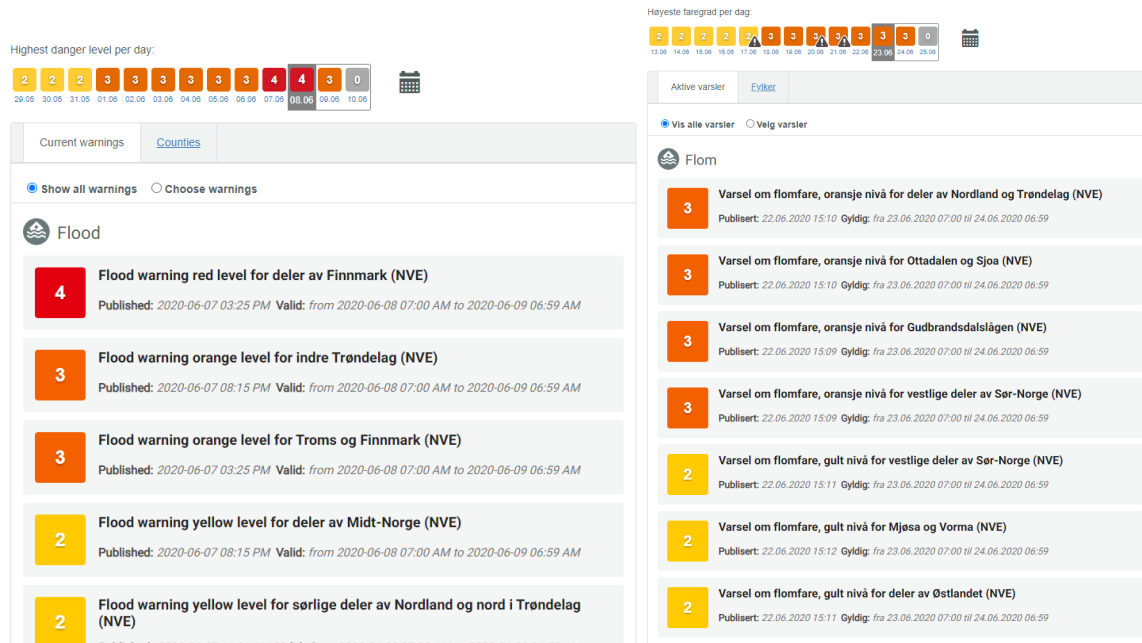 Highest danger level per day:
2 2 2 3 3 3 3 3 3 4 4 3 0
29.05 30.05 31.05 01.06 02.06 03.06 04.06 05.06 06.06 07.06 08.06 09.06 10.06
Current warnings Counties
Show all warnings Choose warnings
Flood
4
Flood warning red level for deler av Finnmark (NVE)
Published: 2020-06-07 03:25 PM Valid: from 2020-06-08 07:00 AM to 2020-06-09 06:59 AM
3
Flood warning orange level for indre Trøndelag (NVE)
Published: 2020-06-07 08:15 PM Valid: from 2020-06-08 07:00 AM to 2020-06-09 06:59 AM
3
Flood warning orange level for Troms og Finnmark (NVE)
Published: 2020-06-07 03:25 PM Valid: from 2020-06-08 07:00 AM to 2020-06-09 06:59 AM
2
Flood warning yellow level for deler av Midt-Norge (NVE)
Published: 2020-06-07 08:15 PM Valid: from 2020-06-08 07:00 AM to 2020-06-09 06:59 AM
2
Flood warning yellow level for sørlige deler av Nordland og nord i Trøndelag
(NVE)
Høyeste faregrad per dag:
2 2 2 2 2 3 3 3 3 3 3 3 0
13.06 14.06 15.06 16.06 17.06 18.06 19.06 20.06 21.06 22.06 23.06 24.06 25.06
Aktive varsler Fylker
Vis alle varsler Velg varsler
Flom
3
Varsel om flomfare, oransje nivå for deler av Nordland og Trøndelag (NVE)
Publisert: 22.06.2020 15:10 Gyldig: fra 23.06.2020 07:00 til 24.06.2020 06:59
3
Varsel om flomfare, oransje nivå for Ottadalen og Sjoa (NVE)
Publisert: 22.06.2020 15:10 Gyldig: fra 23.06.2020 07:00 til 24.06.2020 06:59
3
Varsel om flomfare, oransje nivå for Gudbrandsdalslågen (NVE)
Publisert: 22.06.2020 15:09 Gyldig: fra 23.06.2020 07:00 til 24.06.2020 06:59
3
Varsel om flomfare, oransje nivå for vestlige deler av Sør-Norge (NVE)
Publisert: 22.06.2020 15:09 Gyldig: fra 23.06.2020 07:00 til 24.06.2020 06:59
2
Varsel om flomfare, gult nivå for vestlige deler av Sør-Norge (NVE)
Publisert: 22.06.2020 15:11 Gyldig: fra 23.06.2020 07:00 til 24.06.2020 06:59
2
Varsel om flomfare, gult nivå for Mjøsa og Vorma (NVE)
Publisert: 22.06.2020 15:12 Gyldig: fra 23.06.2020 07:00 til 24.06.2020 06:59
2
Varsel om flomfare, gult nivå for deler av Østlandet (NVE)
Publisert: 22.06.2020 15:11 Gyldig: fra 23.06.2020 07:00 til 24.06.2020 06:59